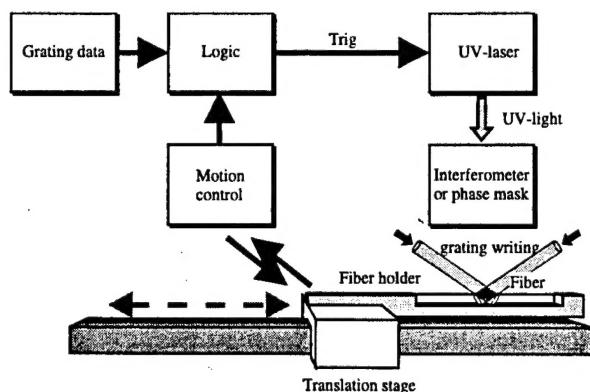 Grating data
Logic
Trig
UV-laser
UV-light
Motion
control
Interferometer
or phase mask
grating writing
Fiber holder
Fiber
Translation stage